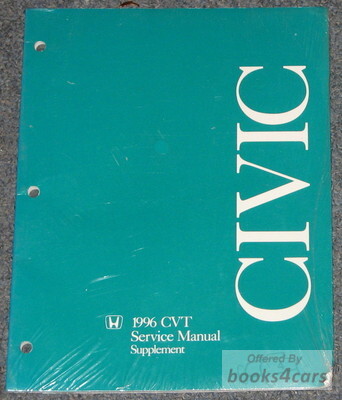 CIVIC
1996 CVT
Service Manual
Supplement
Offered By
books4cars